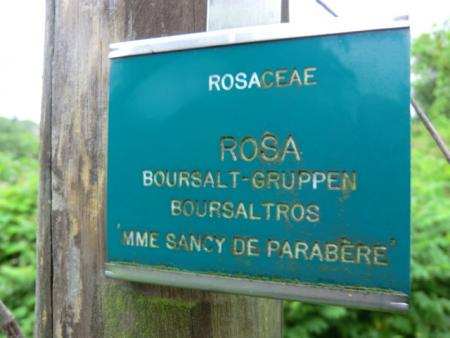 ROSACEAE
ROSA
BOURSALT-GRUPPEN
BOURSALTROS
'MME SANCY DE PARABÈRE'